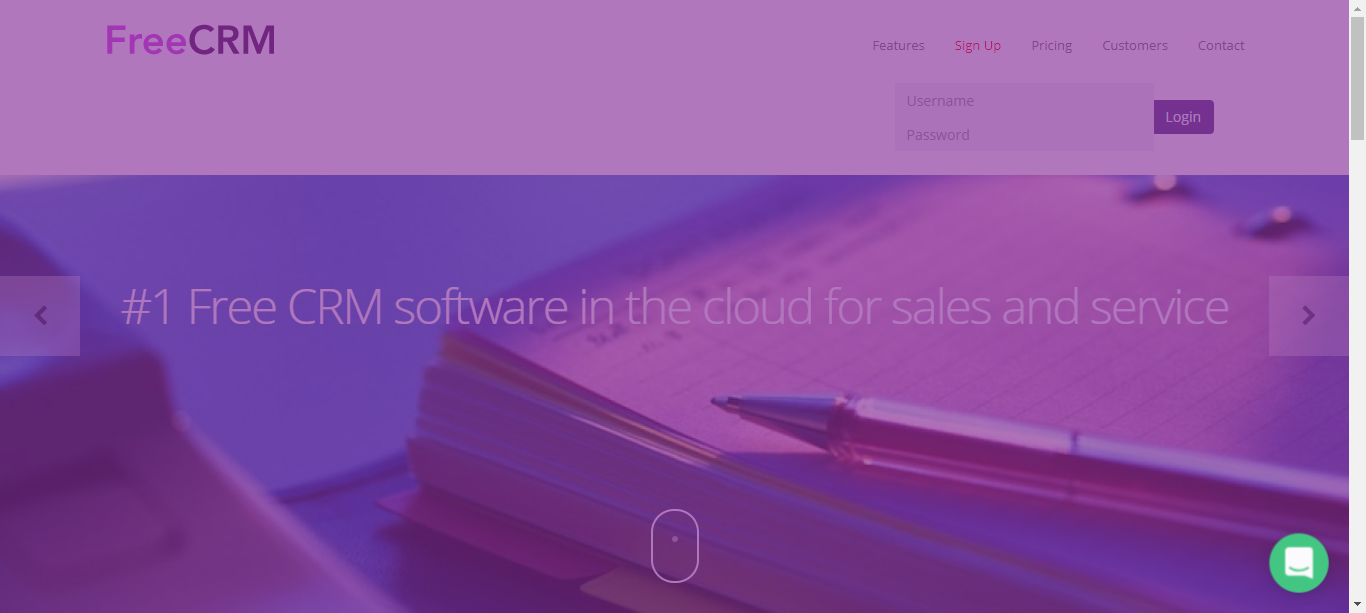 FreeCRM
Features Sign Up Pricing Customers Contact
Username
Login
Password
#1 Free CRM software in the cloud for sales and service